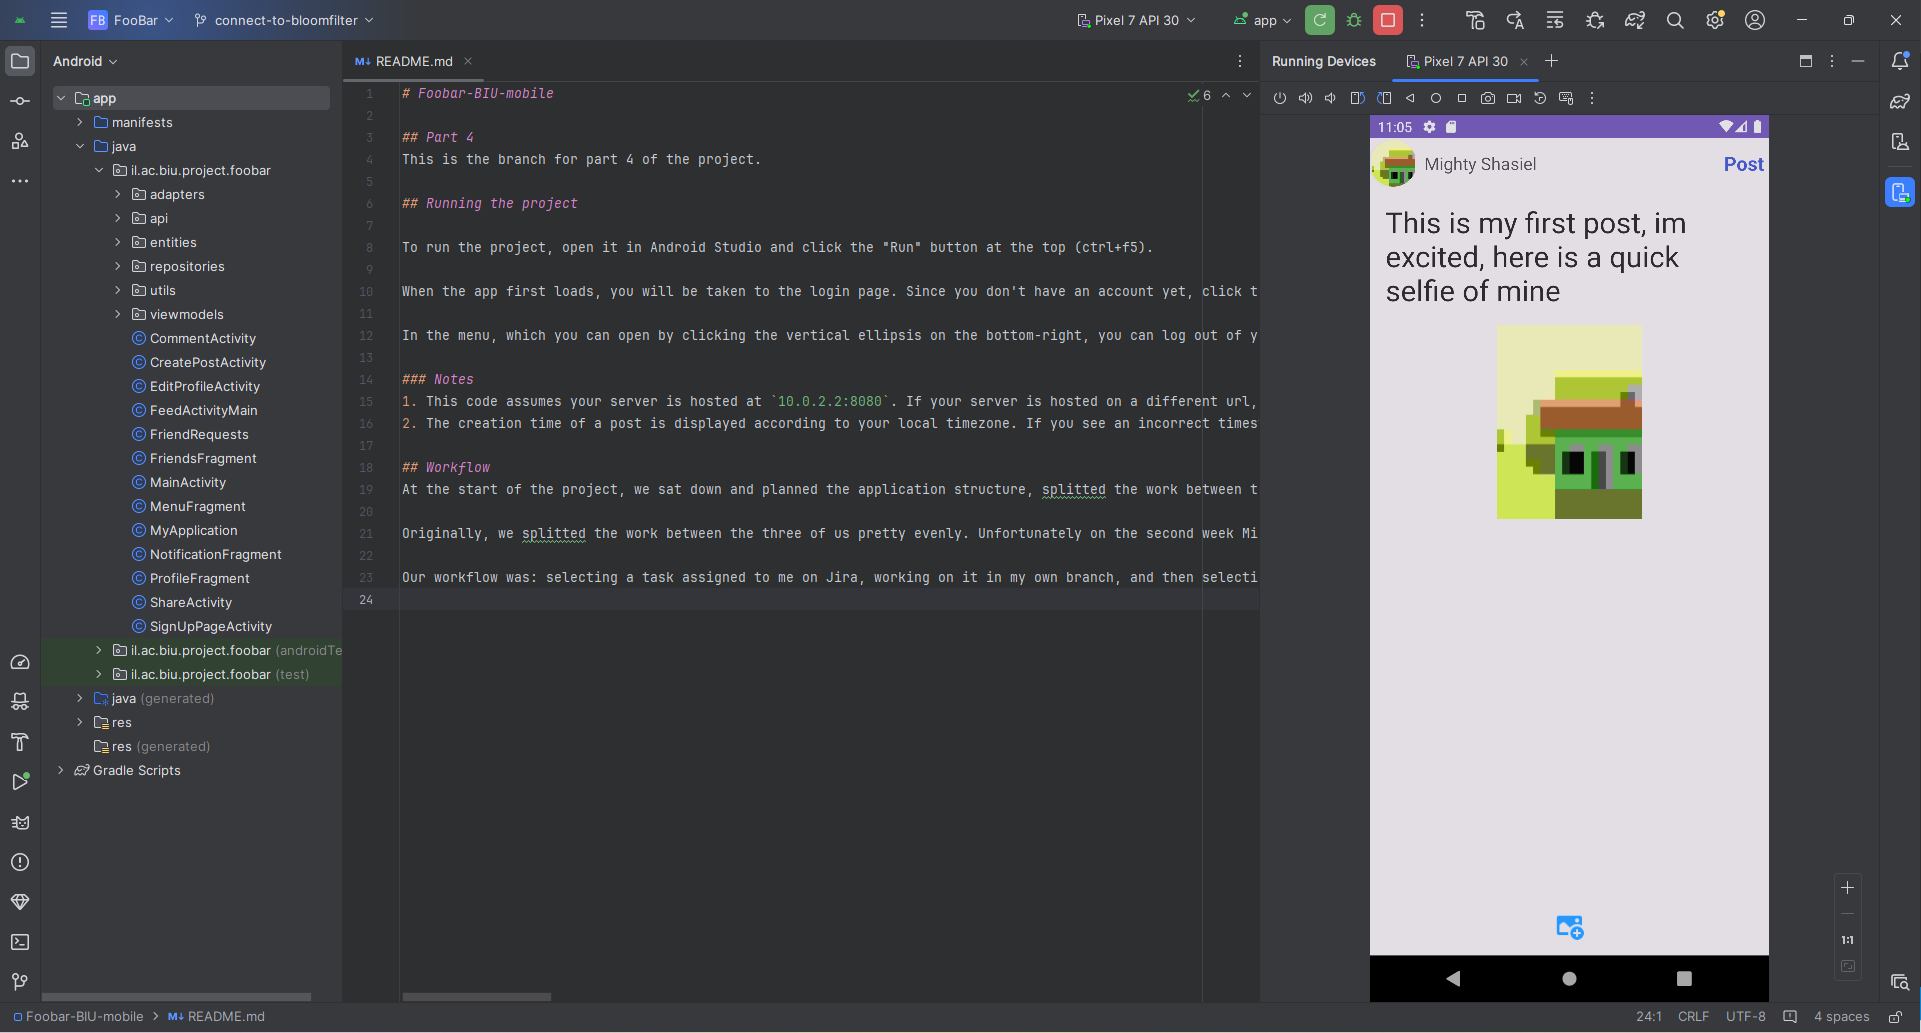 FB FooBar connect-to-bloomfilter Pixel 7 API 30 app
Android
app
manifests
java
il.ac.biu.project.foobar
adapters
api
entities
repositories
utils
viewmodels
CommentActivity
CreatePostActivity
EditProfileActivity
FeedActivityMain
FriendRequests
FriendsFragment
MainActivity
MenuFragment
MyApplication
NotificationFragment
ProfileFragment
ShareActivity
SignUpPageActivity
il.ac.biu.project.foobar (androidTe
il.ac.biu.project.foobar (test)
java (generated)
res
res (generated)
Gradle Scripts
M↓ README.md
6
1 # Foobar-BIU-mobile
2
3 ## Part 4
4 This is the branch for part 4 of the project.
5
6 ## Running the project
7
8 To run the project, open it in Android Studio and click the "Run" button at the top (ctrl+f5).
9
10 When the app first loads, you will be taken to the login page. Since you don't have an account yet, click t
11
12 In the menu, which you can open by clicking the vertical ellipsis on the bottom-right, you can log out of y
13
14 ### Notes
15 1. This code assumes your server is hosted at `10.0.2.2:8080`. If your server is hosted on a different url,
16 2. The creation time of a post is displayed according to your local timezone. If you see an incorrect times
17
18 ## Workflow
19 At the start of the project, we sat down and planned the application structure, splitted the work between t
20
21 Originally, we splitted the work between the three of us pretty evenly. Unfortunately on the second week Mi
22
23 Our workflow was: selecting a task assigned to me on Jira, working on it in my own branch, and then selecti
24
Running Devices Pixel 7 API 30
11:05
Mighty Shasiel Post
This is my first post, im
excited, here is a quick
selfie of mine
1:1
Foobar-BIU-mobile > M↓ README.md 24:1 CRLF UTF-8 4 spaces